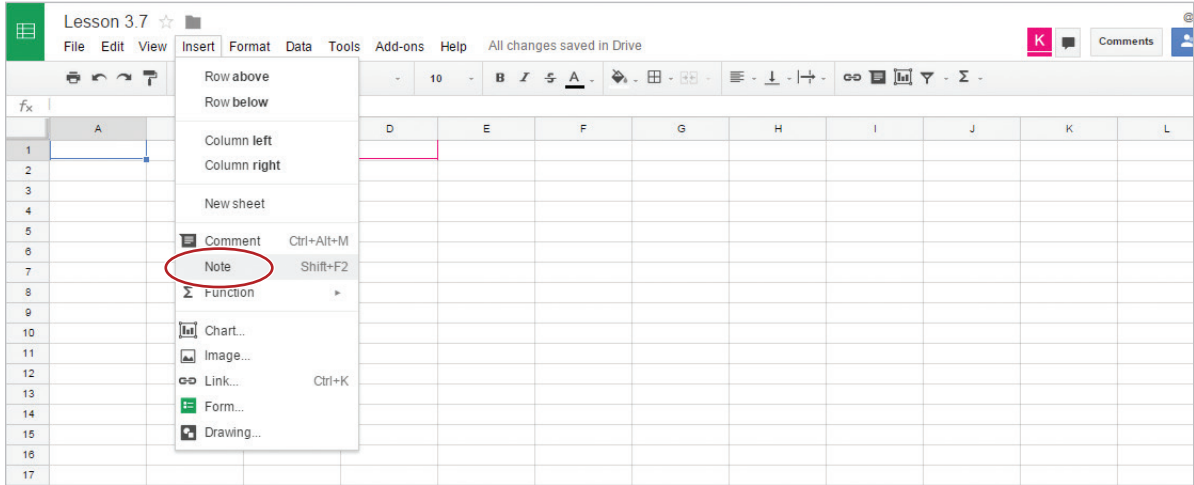 Lesson 3.7
@
File Edit View Insert Format Data Tools Add-ons Help All changes saved in Drive
K
Comments
10 B I S A Σ
fx
A D E F G H I J K L
Row above
Row below
Column left
Column right
New sheet
Comment Ctrl+Alt+M
Note Shift+F2
Σ Function
Chart...
Image...
Link... Ctrl+K
Form...
Drawing...
1
2
3
4
5
6
7
8
9
10
11
12
13
14
15
16
17